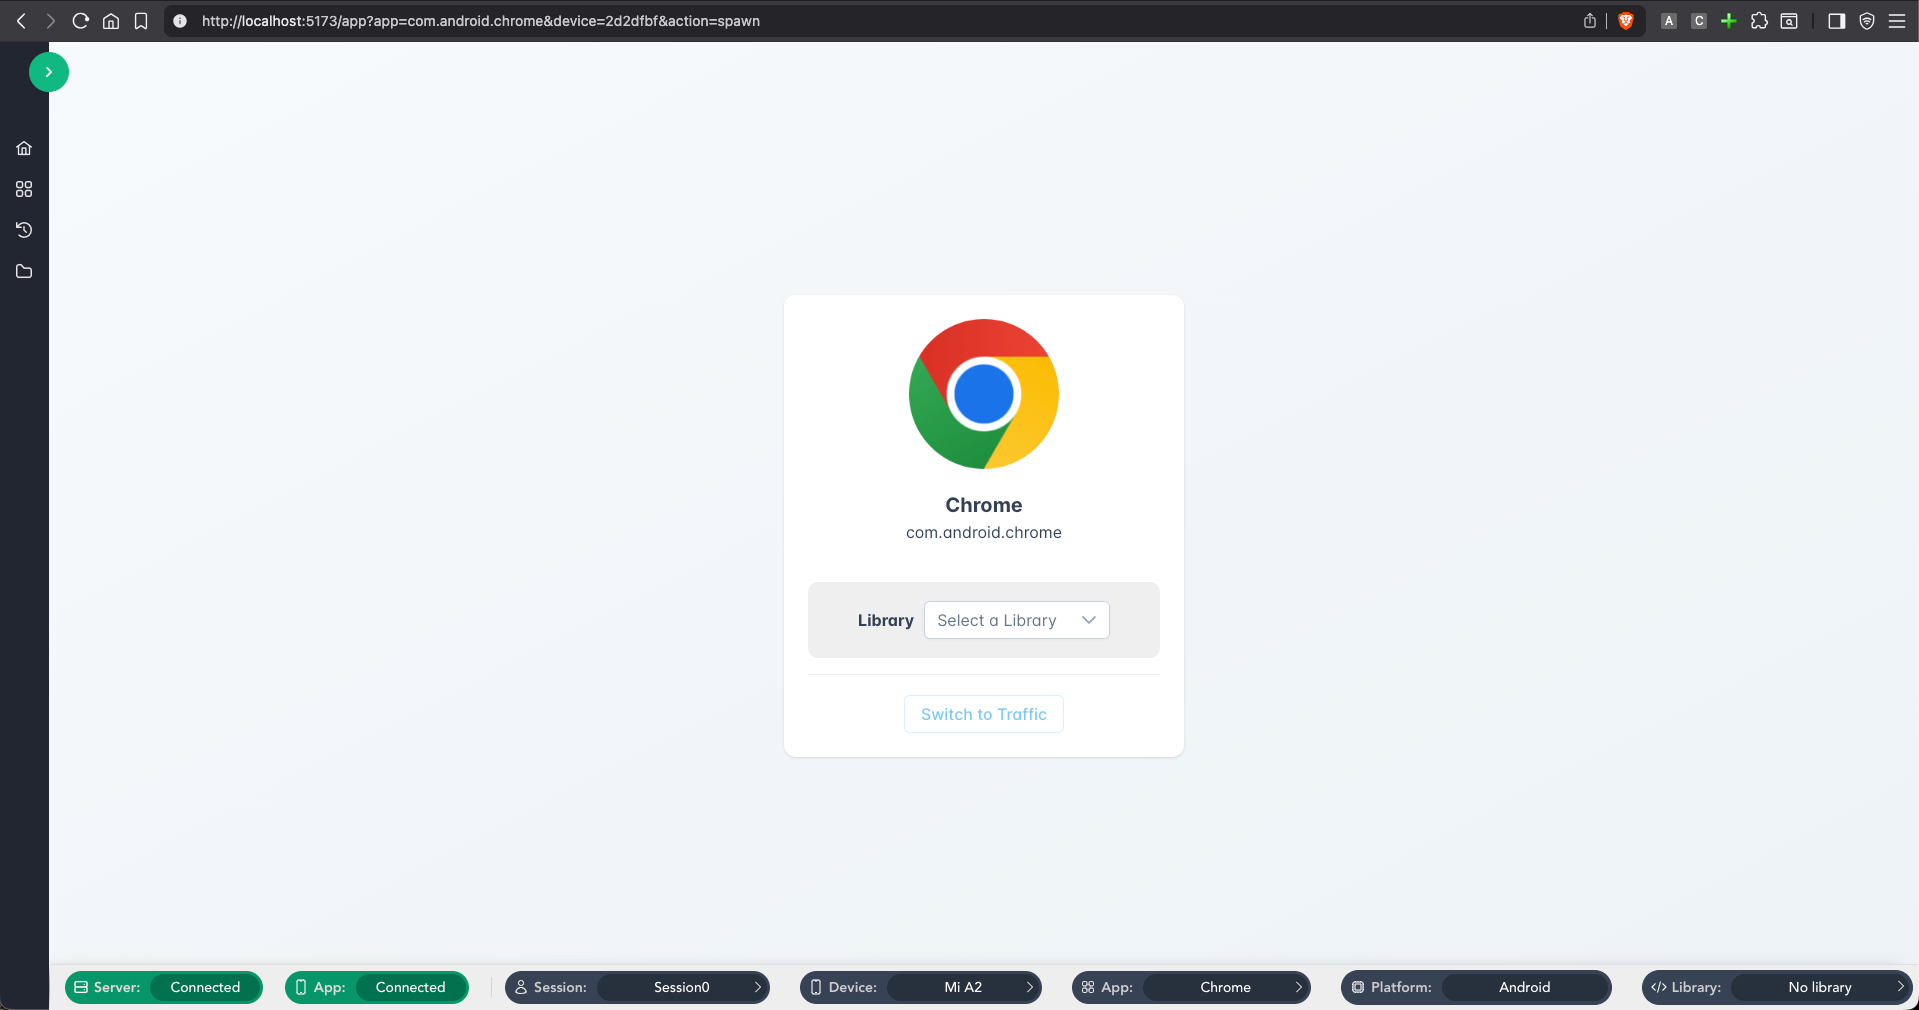 http://localhost:5173/app?app=com.android.chrome&device=2d2dfbf&action=spawn
A
C
Chrome
com.android.chrome
Library
Select a Library
Switch to Traffic
Server: Connected
App: Connected
Session: Session0
Device: Mi A2
App: Chrome
Platform: Android
Library: No library